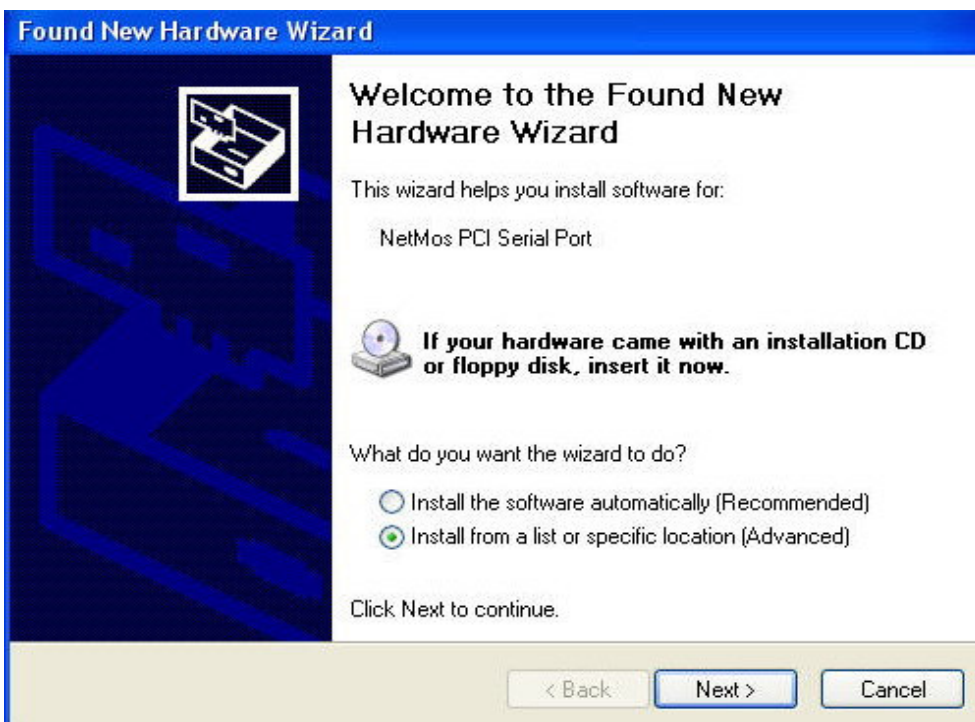 Found New Hardware Wizard
Welcome to the Found New
Hardware Wizard
This wizard helps you install software for:
NetMos PCI Serial Port
If your hardware came with an installation CD
or floppy disk, insert it now.
What do you want the wizard to do?
Install the software automatically (Recommended)
Install from a list or specific location (Advanced)
Click Next to continue.
< Back Next > Cancel